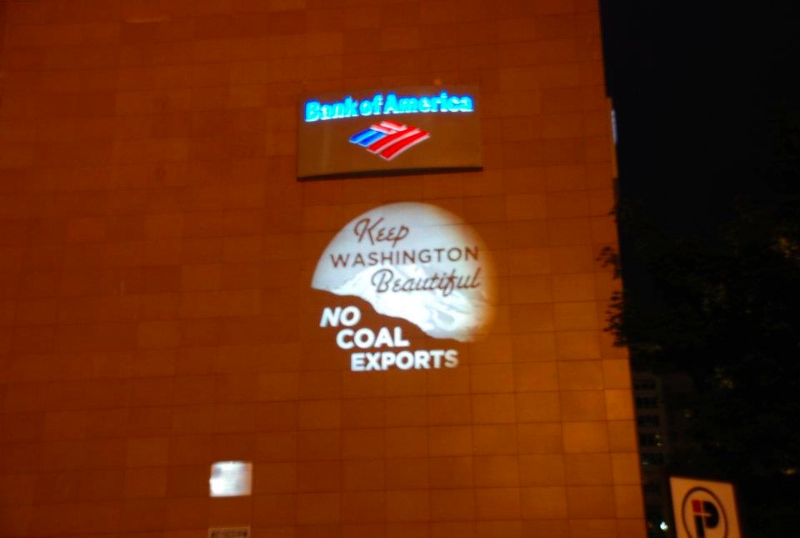 Bank of America
Keep
WASHINGTON
Beautiful
NO
COAL
EXPORTS
P